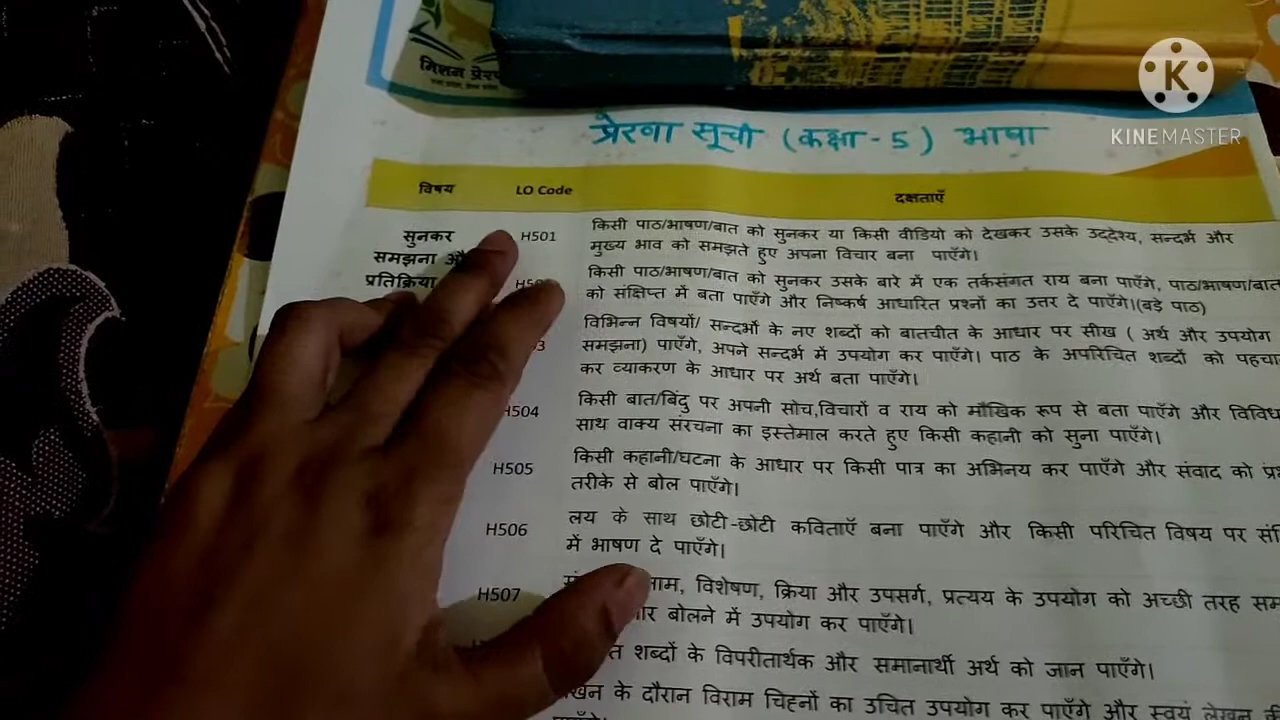 मिशन
K
KINEMASTER
प्रेरणा सूची (कक्षा - 5) भाषा
विषय LO Code दक्षताएँ
सुनकर
समझना
प्रतिक्रिया
H501 किसी पाठ/भाषण/बात को सुनकर या किसी वीडियो को देखकर उसके उद्देश्य, सन्दर्भ और
मुख्य भाव को समझते हुए अपना विचार बना पाएँगे।
किसी पाठ/भाषण/बात को सुनकर उसके बारे में एक तर्कसंगत राय बना पाएँगे, पाठ/भाषण/बात
को संक्षिप्त में बता पाएँगे और निष्कर्ष आधारित प्रश्नों का उत्तर दे पाएँगे।(बड़े पाठ)
विभिन्न विषयों/ सन्दर्भो के नए शब्दों को बातचीत के आधार पर सीख ( अर्थ और उपयोग
समझना) पाएँगे, अपने सन्दर्भ में उपयोग कर पाएँगे। पाठ के अपरिचित शब्दों को
कर व्याकरण के आधार पर अर्थ बता पाएँगे।
H504 किसी बात/बिंदु पर अपनी सोच,विचारों व राय को मौखिक रूप से बता पाएँगे और
साथ वाक्य संरचना का इस्तेमाल करते हुए किसी कहानी को सुना पाएँगे।
H505 किसी कहानी/घटना के आधार पर किसी पात्र का अभिनय कर पाएँगे और संवाद को
तरीके से बोल पाएँगे।
H506 लय के साथ छोटी-छोटी कविताएँ बना पाएँगे और किसी परिचित विषय पर
में भाषण दे पाएँगे।
H507 विशेषण, क्रिया और उपसर्ग, प्रत्यय के उपयोग को अच्छी तरह
बोलने में उपयोग कर पाएँगे।
शब्दों के विपरीतार्थक और समानार्थी अर्थ को जान पाएँगे।
के दौरान विराम चिह्नों का उचित उपयोग कर पाएँगे और स्वयं लेखन